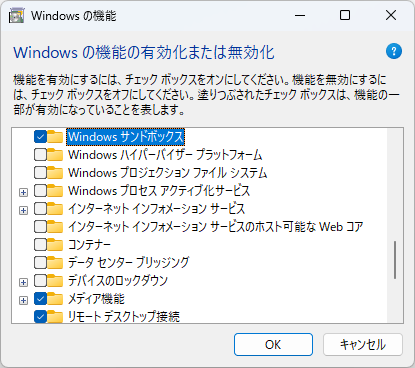 Windows の機能
Windows の機能の有効化または無効化
機能を有効にするには、チェック ボックスをオンにしてください。機能を無効にするに
は、チェック ボックスをオフにしてください。塗りつぶされたチェック ボックスは、機能の一
部が有効になっていることを表します。
Windows サンドボックス
Windows ハイパーバイザー プラットフォーム
Windows プロジェクション ファイル システム
Windows プロセス アクティブ化サービス
インターネット インフォメーション サービス
インターネット インフォメーション サービスのホスト可能な Web コア
コンテナー
データ センター ブリッジング
デバイスのロックダウン
メディア機能
リモート デスクトップ接続
OK
キャンセル